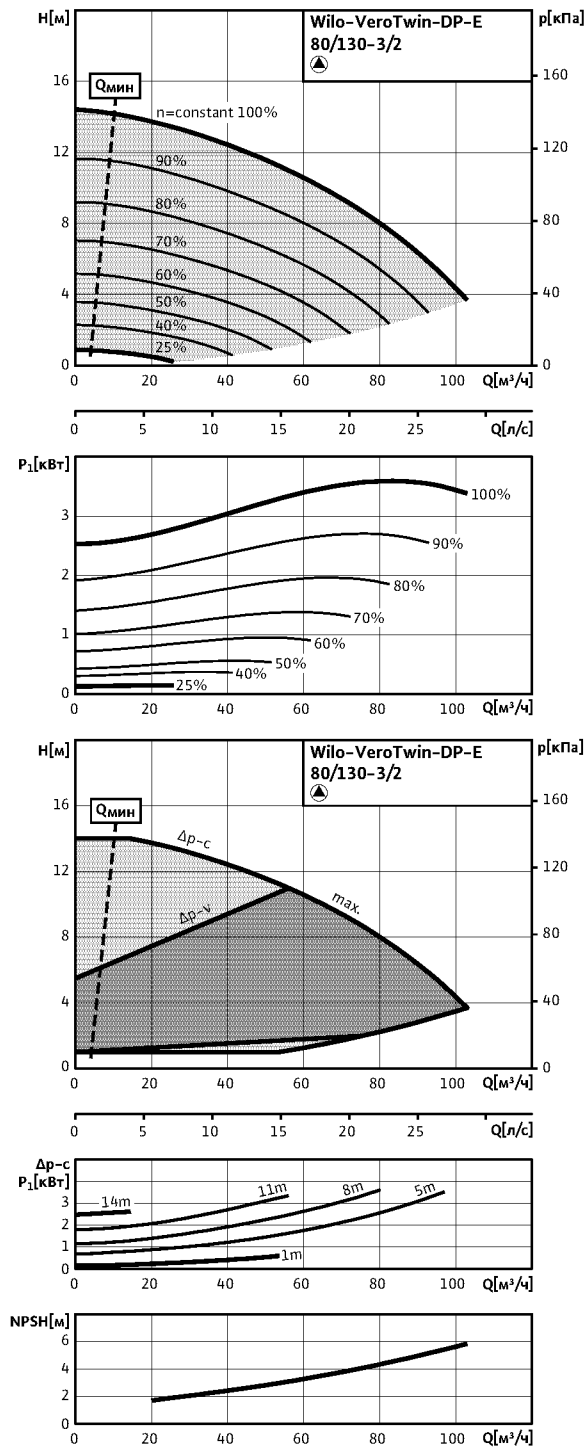 H[м]
p[кПа]
Wilo-VeroTwin-DP-E
80/130-3/2
Qмин
n=constant 100%
90%
80%
70%
60%
50%
40%
25%
16
12
8
4
0
160
120
80
40
0
0 20 40 60 80 100
Q[м³/ч]
0 5 10 15 20 25
Q[л/с]
P₁[кВт]
3
2
1
0
100%
90%
80%
70%
60%
50%
40%
25%
0 20 40 60 80 100
Q[м³/ч]
H[м]
p[кПа]
Wilo-VeroTwin-DP-E
80/130-3/2
Qмин
Δp-c
Δp-v
max.
16
12
8
4
0
160
120
80
40
0
0 20 40 60 80 100
Q[м³/ч]
0 5 10 15 20 25
Q[л/с]
Δp-c
P₁[кВт]
3
2
1
0
14m
11m
8m
5m
1m
0 20 40 60 80 100
Q[м³/ч]
NPSH[м]
6
4
2
0
0 20 40 60 80 100
Q[м³/ч]